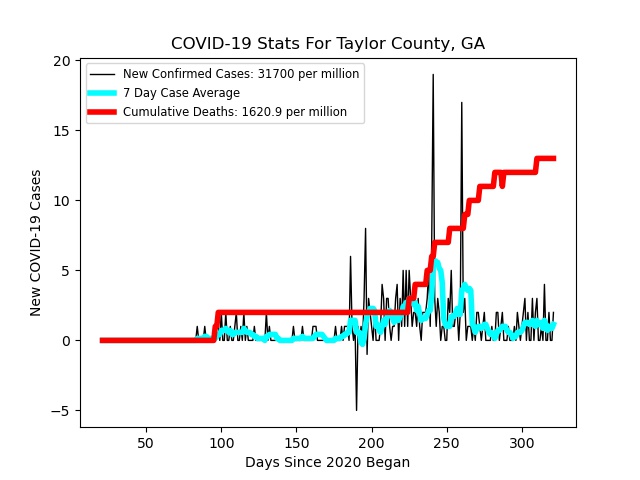 COVID-19 Stats For Taylor County, GA
New Confirmed Cases: 31700 per million
7 Day Case Average
Cumulative Deaths: 1620.9 per million
New COVID-19 Cases
20
15
10
5
0
−5
50 100 150 200 250 300
Days Since 2020 Began